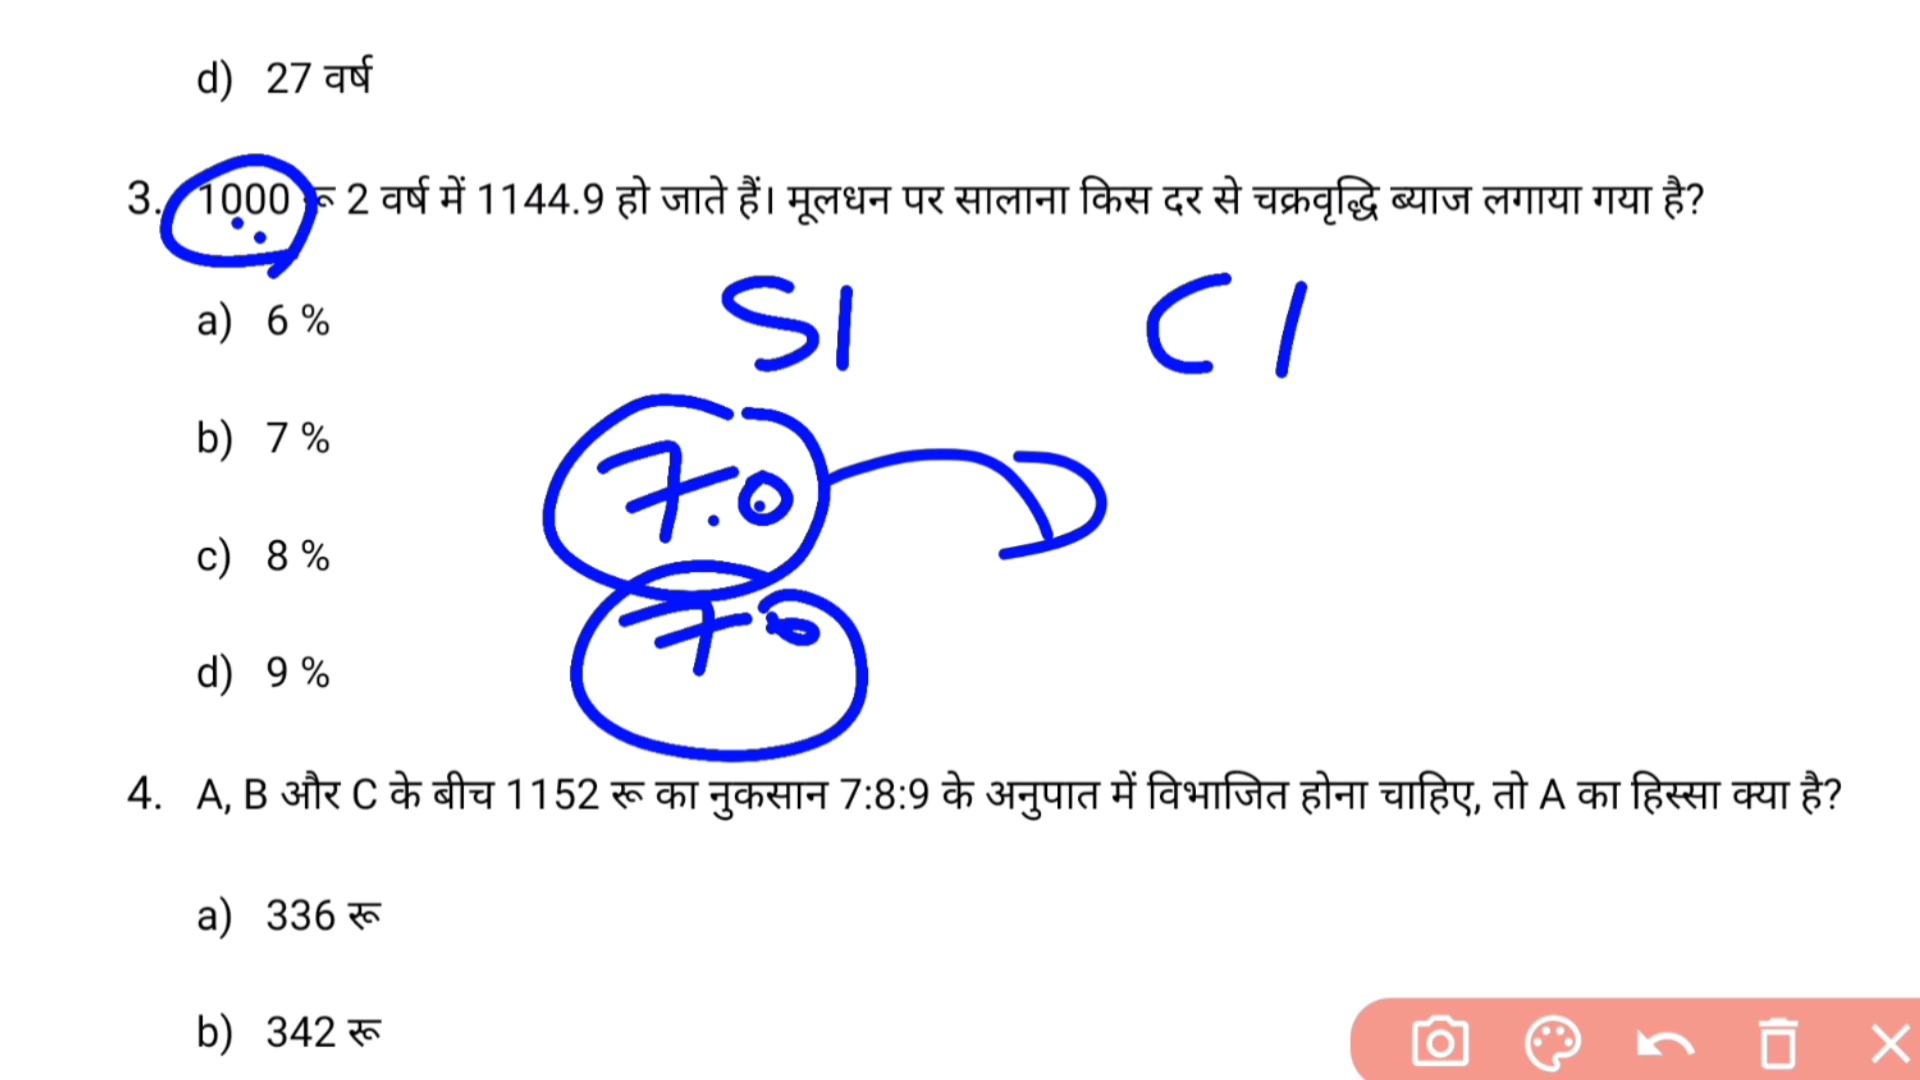 d) 27 वर्ष
3. 1000 रू 2 वर्ष में 1144.9 हो जाते हैं। मूलधन पर सालाना किस दर से चक्रवृद्धि ब्याज लगाया गया है?
SI CI
a) 6 %
b) 7 %
7.0
c) 8 %
70
d) 9 %
4. A, B और C के बीच 1152 रू का नुकसान 7:8:9 के अनुपात में विभाजित होना चाहिए, तो A का हिस्सा क्या है?
a) 336 रू
b) 342 रू